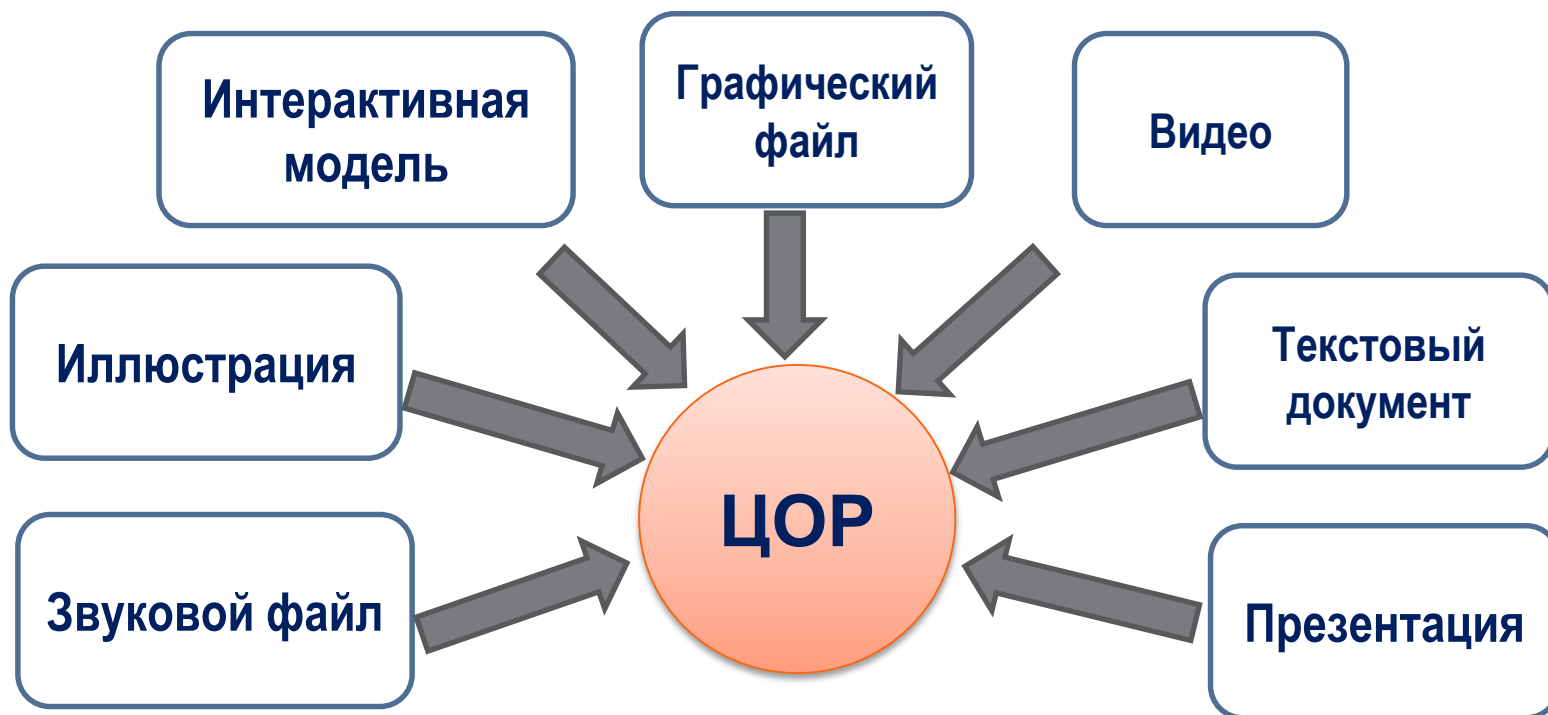 Интерактивная
модель
Графический
файл
Видео
Иллюстрация
Текстовый
документ
ЦОР
Звуковой файл
Презентация